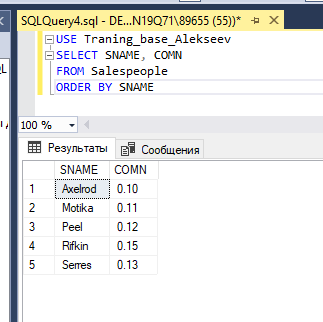 SQLQuery4.sql - DE...N19Q71\89655 (55))*
USE Traning_base_Alekseev
SELECT SNAME, COMN
FROM Salespeople
ORDER BY SNAME
100 %
Результаты
Сообщения
SNAME COMN
1 Axelrod 0.10
2 Motika 0.11
3 Peel 0.12
4 Rifkin 0.15
5 Serres 0.13